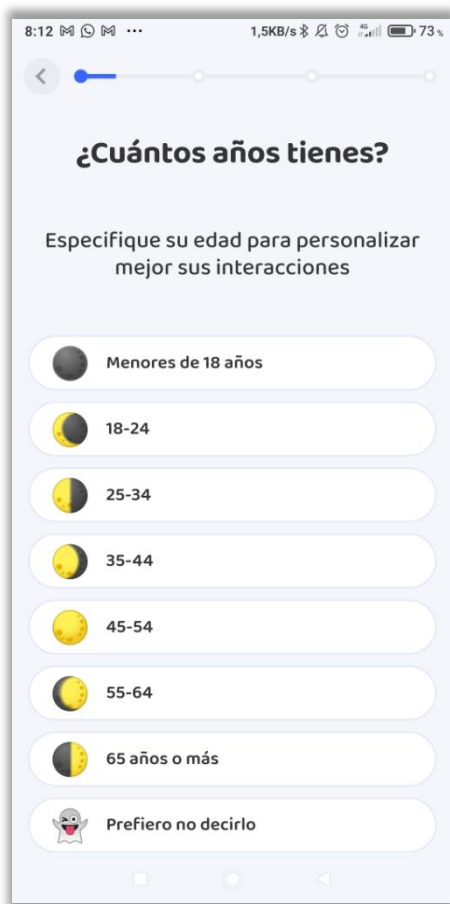 8:12 ... 1,5KB/s 4G 73 %
¿Cuántos años tienes?
Especifique su edad para personalizar
mejor sus interacciones
Menores de 18 años
18-24
25-34
35-44
45-54
55-64
65 años o más
Prefiero no decirlo